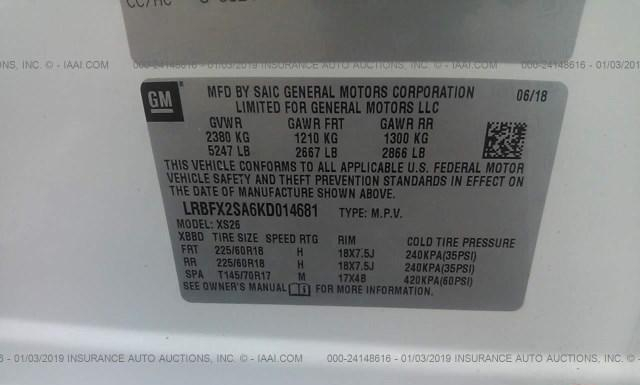 CC/HC
IONS, INC. - IAAI.COM 000-24148616 - 01/03/2019 INSURANCE AUTO AUCTIONS, INC. - IAAI.COM 000-24148616 - 01/03/20
GM
MFD BY SAIC GENERAL MOTORS CORPORATION
LIMITED FOR GENERAL MOTORS LLC
06/18
GVWR GAWR FRT GAWR RR
2380 KG 1210 KG 1300 KG
5247 LB 2667 LB 2866 LB
THIS VEHICLE CONFORMS TO ALL APPLICABLE U.S. FEDERAL MOTOR
VEHICLE SAFETY AND THEFT PREVENTION STANDARDS IN EFFECT ON
THE DATE OF MANUFACTURE SHOWN ABOVE.
LRBFX2SA6KD014681 TYPE: M.P.V.
MODEL: XS26
XBBD TIRE SIZE SPEED RTG RIM COLD TIRE PRESSURE
FRT 225/60R18 H 18X7.5J 240KPA(35PSI)
RR 225/60R18 H 18X7.5J 240KPA(35PSI)
SPA T145/70R17 M 17X4B 420KPA(60PSI)
SEE OWNER'S MANUAL FOR MORE INFORMATION.
- 01/03/2019 INSURANCE AUTO AUCTIONS, INC. - IAAI.COM 000-24148616 - 01/03/2019 INSURANCE AUTO AUCTIONS, INC.